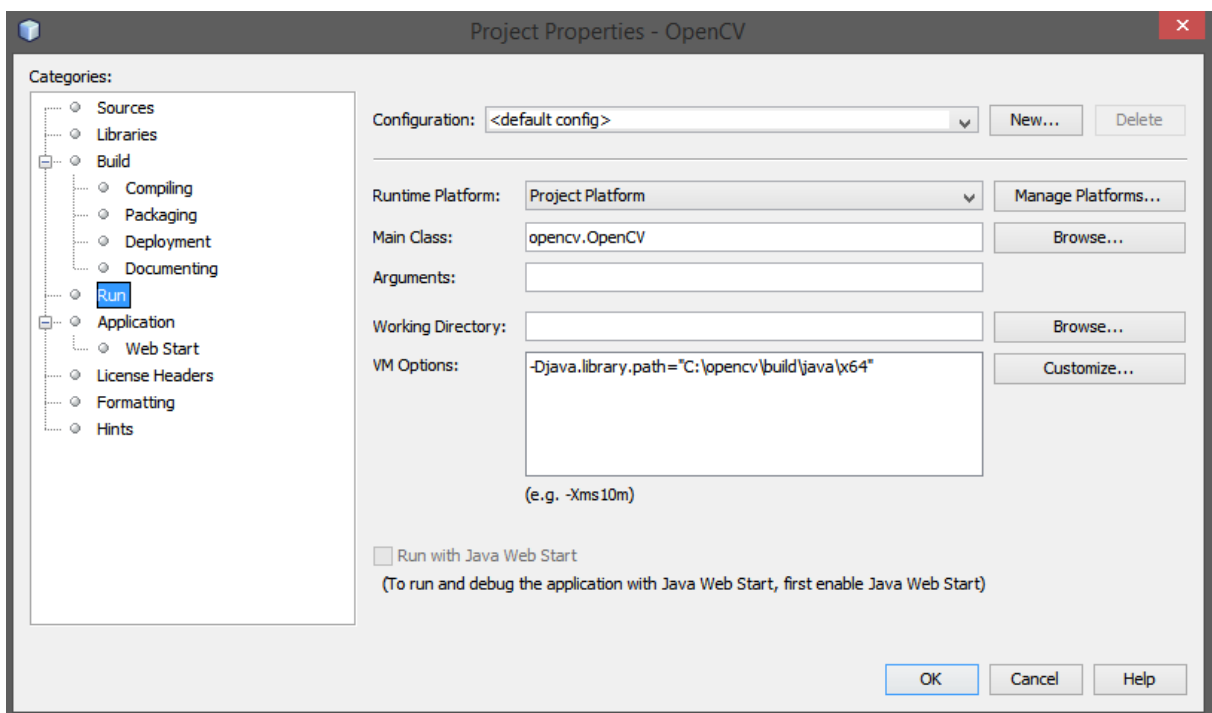 Project Properties - OpenCV
Categories:
Sources
Libraries
Build
Compiling
Packaging
Deployment
Documenting
Run
Application
Web Start
License Headers
Formatting
Hints
Configuration: <default config> New... Delete
Runtime Platform: Project Platform Manage Platforms...
Main Class: opencv.OpenCV Browse...
Arguments:
Working Directory: Browse...
VM Options: -Djava.library.path="C:\opencv\build\java\x64" Customize...
(e.g. -Xms10m)
Run with Java Web Start
(To run and debug the application with Java Web Start, first enable Java Web Start)
OK Cancel Help